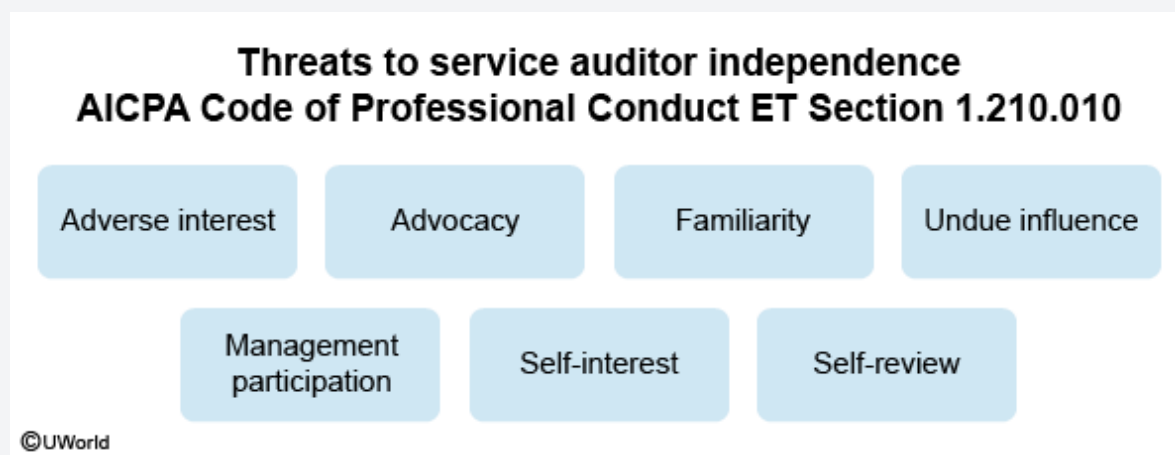 Threats to service auditor independence
AICPA Code of Professional Conduct ET Section 1.210.010
Adverse interest
Advocacy
Familiarity
Undue influence
Management
participation
Self-interest
Self-review
©UWorld